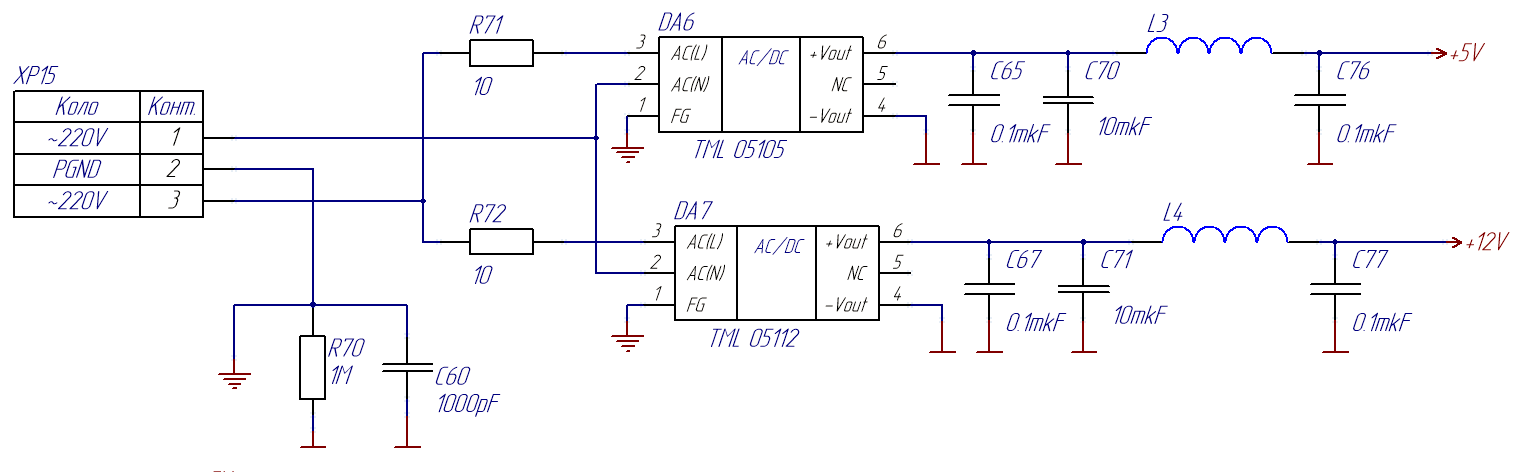 XP15
Коло Конт.
~220V 1
PGND 2
~220V 3
R71
10
R72
10
R70
1M
C60
1000pF
DA6
3 AC(L) AC/DC +Vout 6
2 AC(N) NC 5
1 FG -Vout 4
TML 05105
C65
0.1mkF
C70
10mkF
L3
C76
0.1mkF
+5V
DA7
3 AC(L) AC/DC +Vout 6
2 AC(N) NC 5
1 FG -Vout 4
TML 05112
C67
0.1mkF
C71
10mkF
L4
C77
0.1mkF
+12V